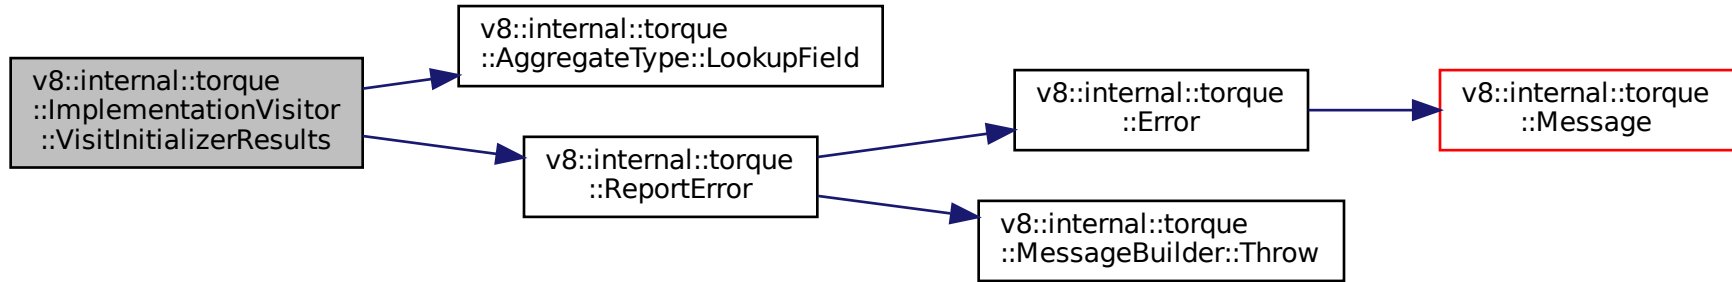 v8::internal::torque
::ImplementationVisitor
::VisitInitializerResults
v8::internal::torque
::AggregateType::LookupField
v8::internal::torque
::ReportError
v8::internal::torque
::Error
v8::internal::torque
::MessageBuilder::Throw
v8::internal::torque
::Message